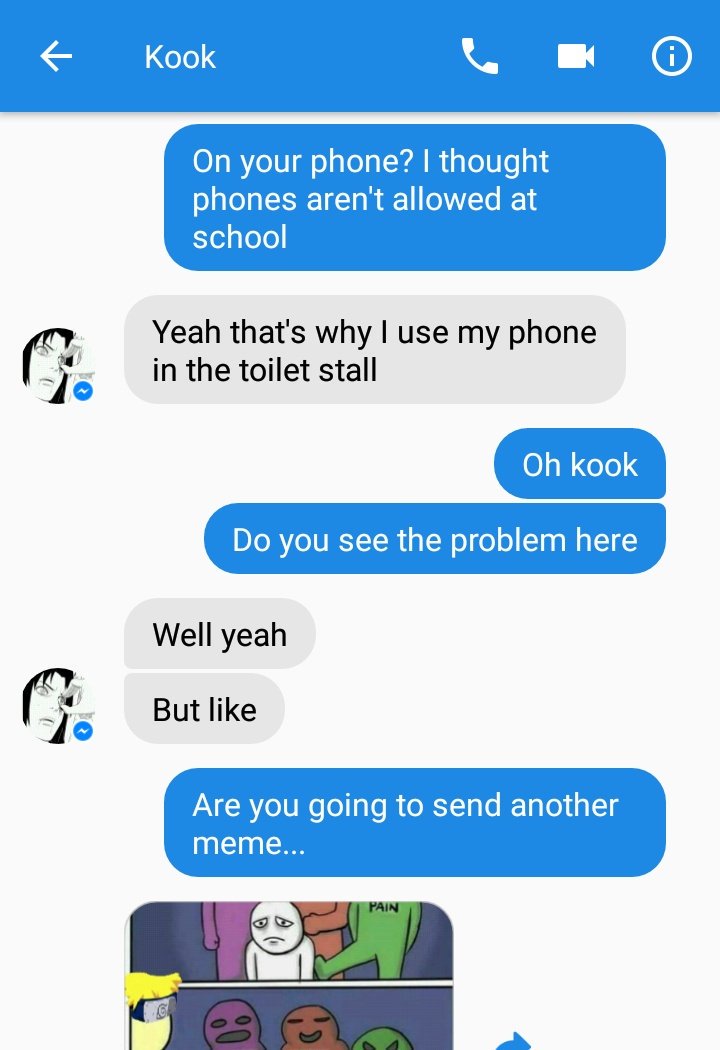 Kook
On your phone? I thought
phones aren't allowed at
school
Yeah that's why I use my phone
in the toilet stall
Oh kook
Do you see the problem here
Well yeah
But like
Are you going to send another
meme...
PAIN